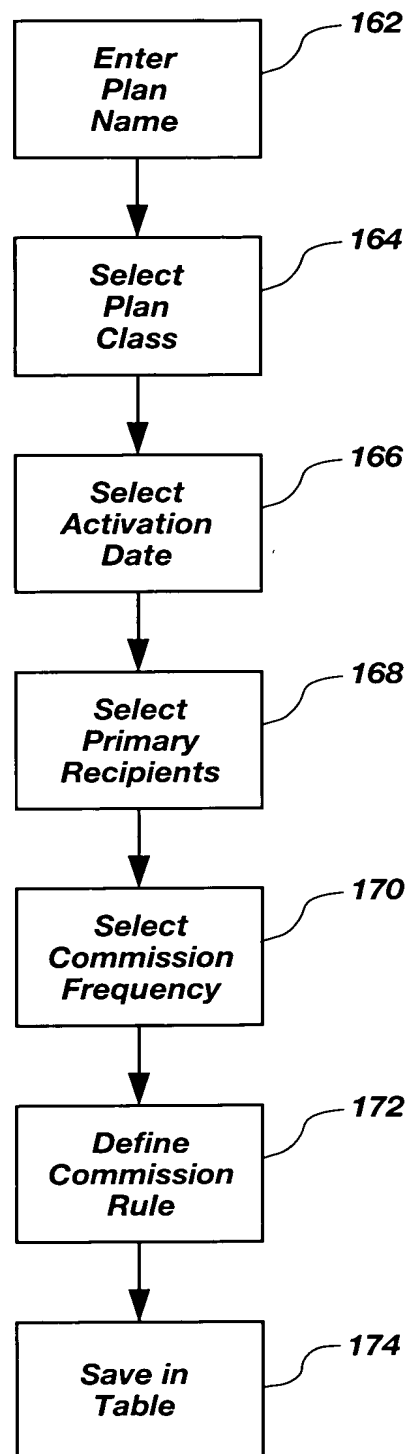 162
Enter
Plan
Name
164
Select
Plan
Class
166
Select
Activation
Date
168
Select
Primary
Recipients
170
Select
Commission
Frequency
172
Define
Commission
Rule
174
Save in
Table